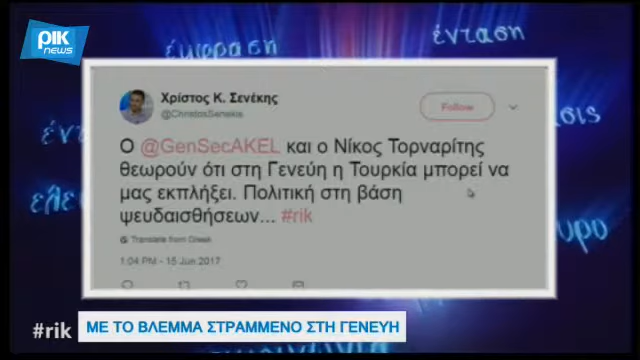 ΡΙΚ
news
έμφραση
ένταση
Χρίστος Κ. Σενέκης
@ChristosSenekis
Follow
Ο @GenSecAKEL και ο Νίκος Τορναρίτης
θεωρούν ότι στη Γενεύη η Τουρκία μπορεί να
μας εκπλήξει. Πολιτική στη βάση
ψευδαισθήσεων... #rik
Translate from Greek
1:04 PM - 15 Jun 2017
#rik
ΜΕ ΤΟ ΒΛΕΜΜΑ ΣΤΡΑΜΜΕΝΟ ΣΤΗ ΓΕΝΕΥΗ